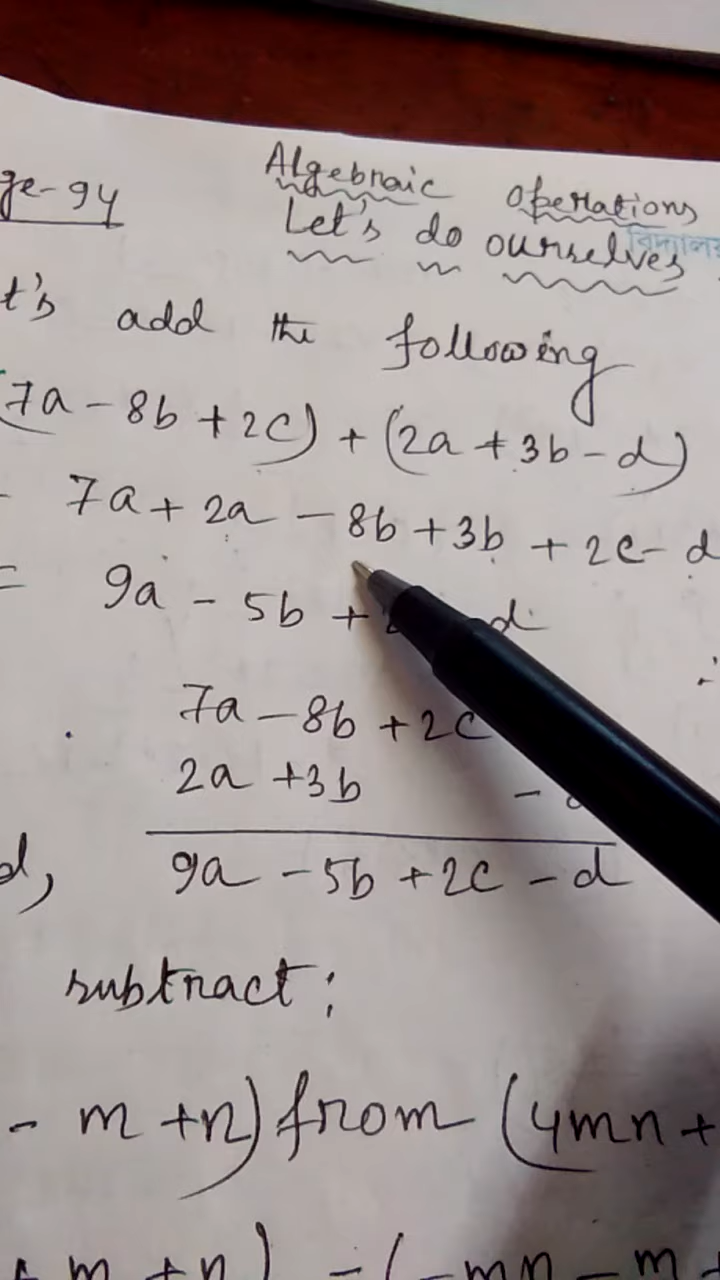 ge-94
Algebraic operations
Let's do ourselves
t's add the following
(7a - 8b + 2c) + (2a + 3b - d)
7a + 2a - 8b + 3b + 2c - d
= 9a - 5b + d
7a - 8b + 2c
2a + 3b -
d, 9a - 5b + 2c - d
subtract:
- m + n) from (4mn +
+ m + n) - (-mn - m